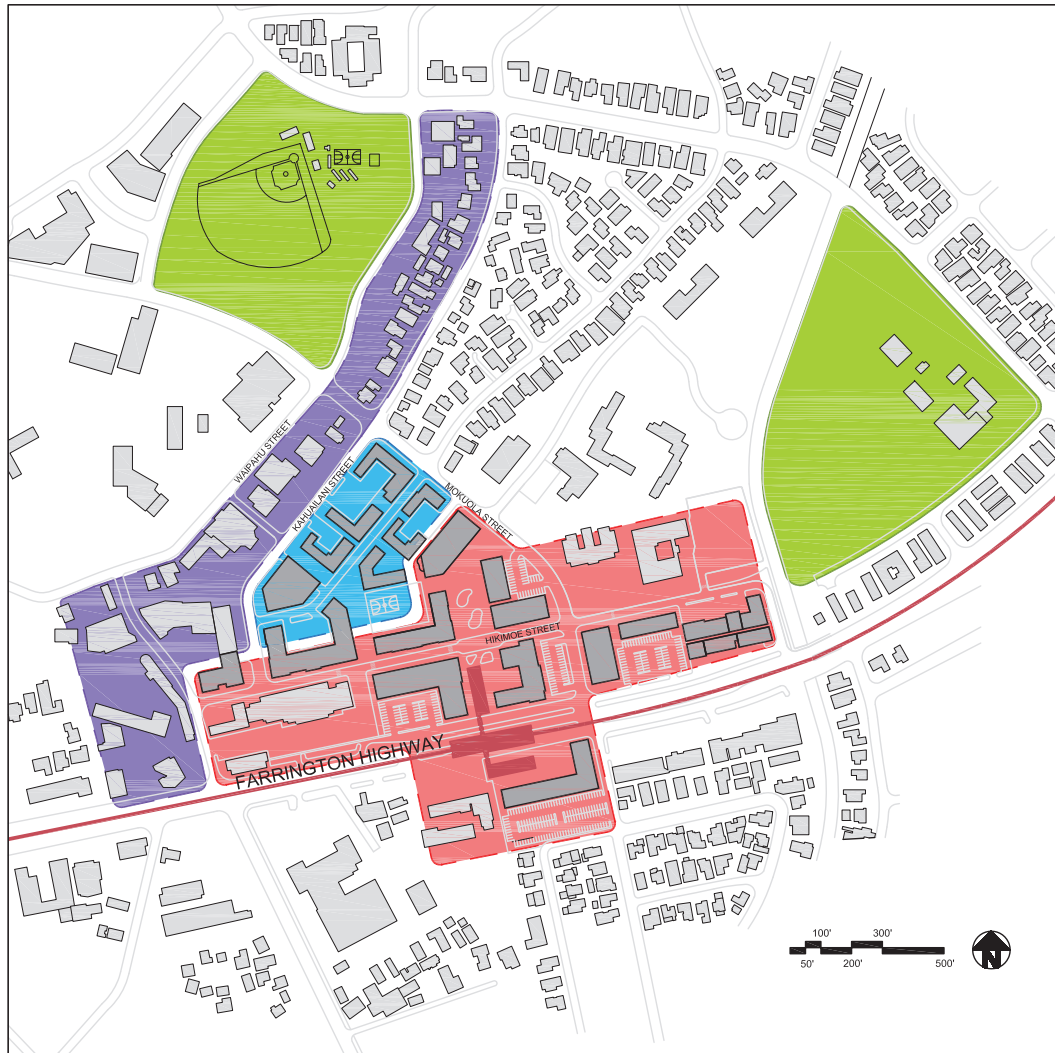 WAIPAHU STREET
KAHUAILANI STREET
MOKUOLA STREET
HIKIMOE STREET
FARRINGTON HIGHWAY
100' 300'
50' 200' 500'
N